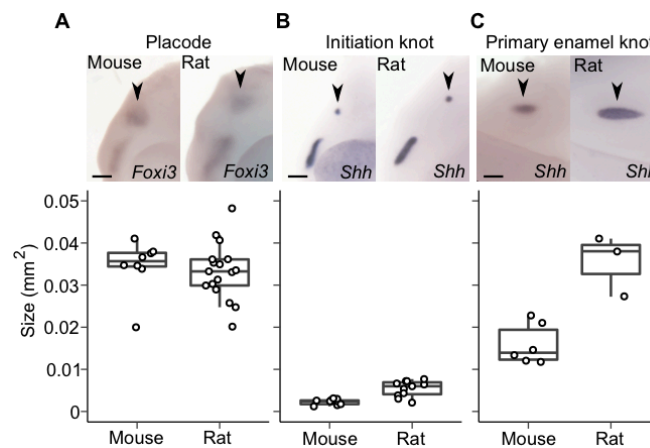 A B C
Placode Initiation knot Primary enamel knot
Mouse Rat Mouse Rat Mouse Rat
Foxi3 Foxi3 Shh Shh Shh
0.05
0.04
0.03
0.02
0.01
0
Size (mm2)
Mouse Rat Mouse Rat Mouse Rat